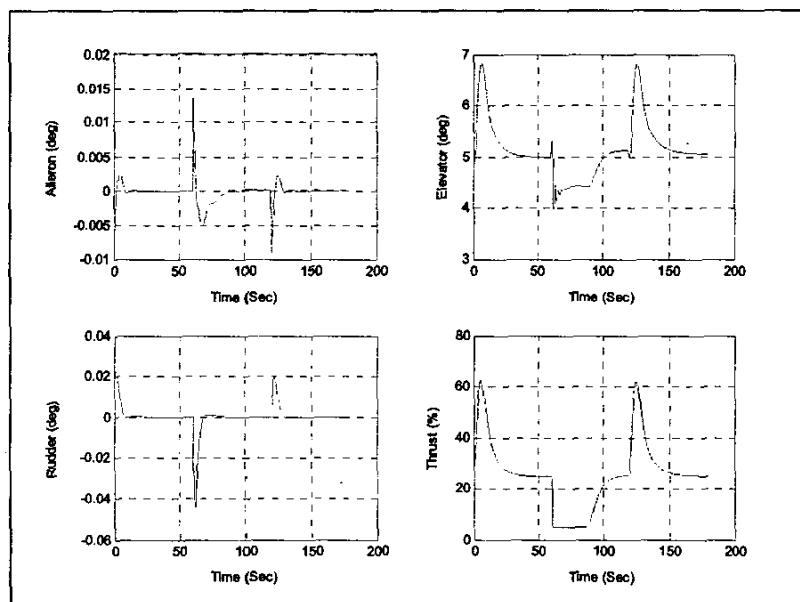 0.02
0.015
0.01
0.005
0
-0.005
-0.01
Aileron (deg)
0 50 100 150 200
Time (Sec)
7
6
5
4
3
Elevator (deg)
0 50 100 150 200
Time (Sec)
0.04
0.02
0
-0.02
-0.04
-0.06
Rudder (deg)
0 50 100 150 200
Time (Sec)
80
60
40
20
0
Thrust (%)
0 50 100 150 200
Time (Sec)